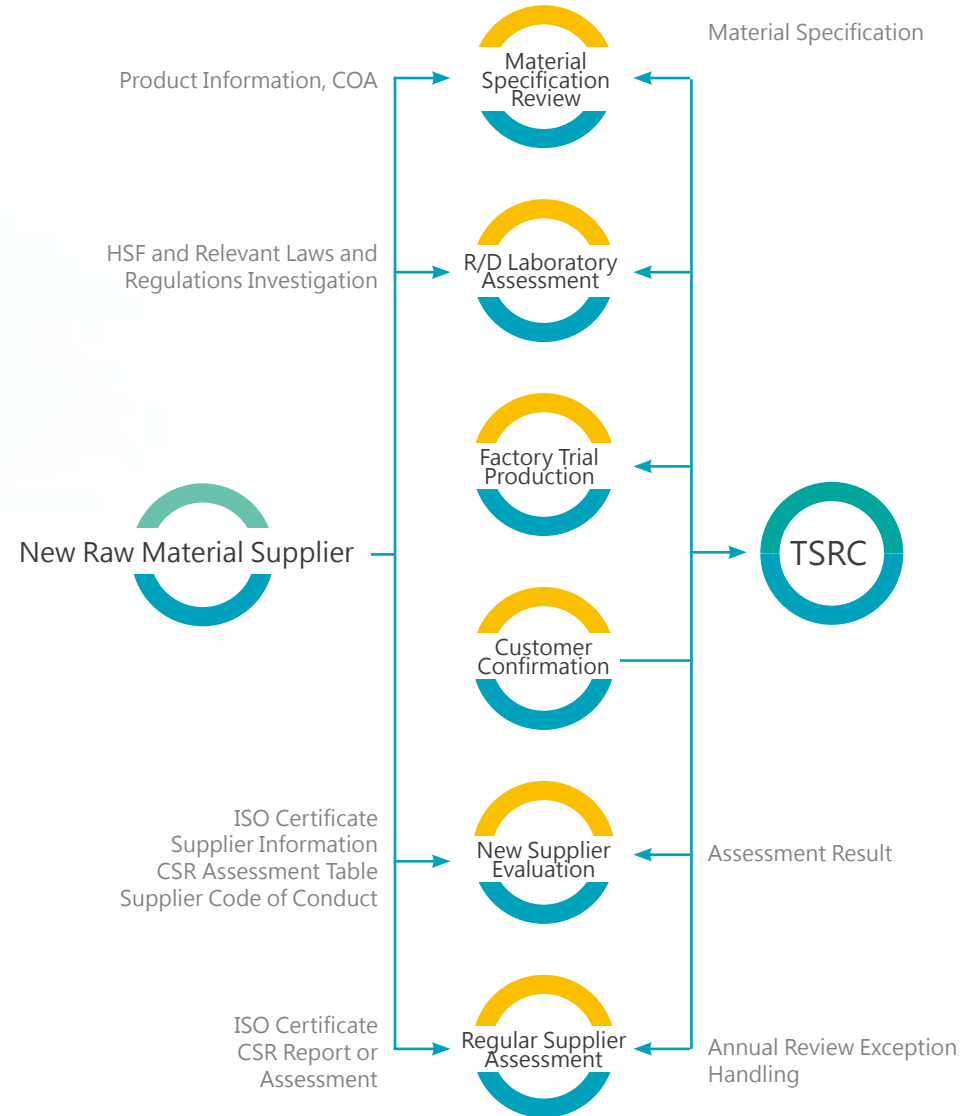 Material Specification
Material
Specification
Review
Product Information, COA
HSF and Relevant Laws and
Regulations Investigation
R/D Laboratory
Assessment
Factory Trial
Production
New Raw Material Supplier
TSRC
Customer
Confirmation
ISO Certificate
Supplier Information
CSR Assessment Table
Supplier Code of Conduct
New Supplier
Evaluation
Assessment Result
ISO Certificate
CSR Report or
Assessment
Regular Supplier
Assessment
Annual Review Exception
Handling